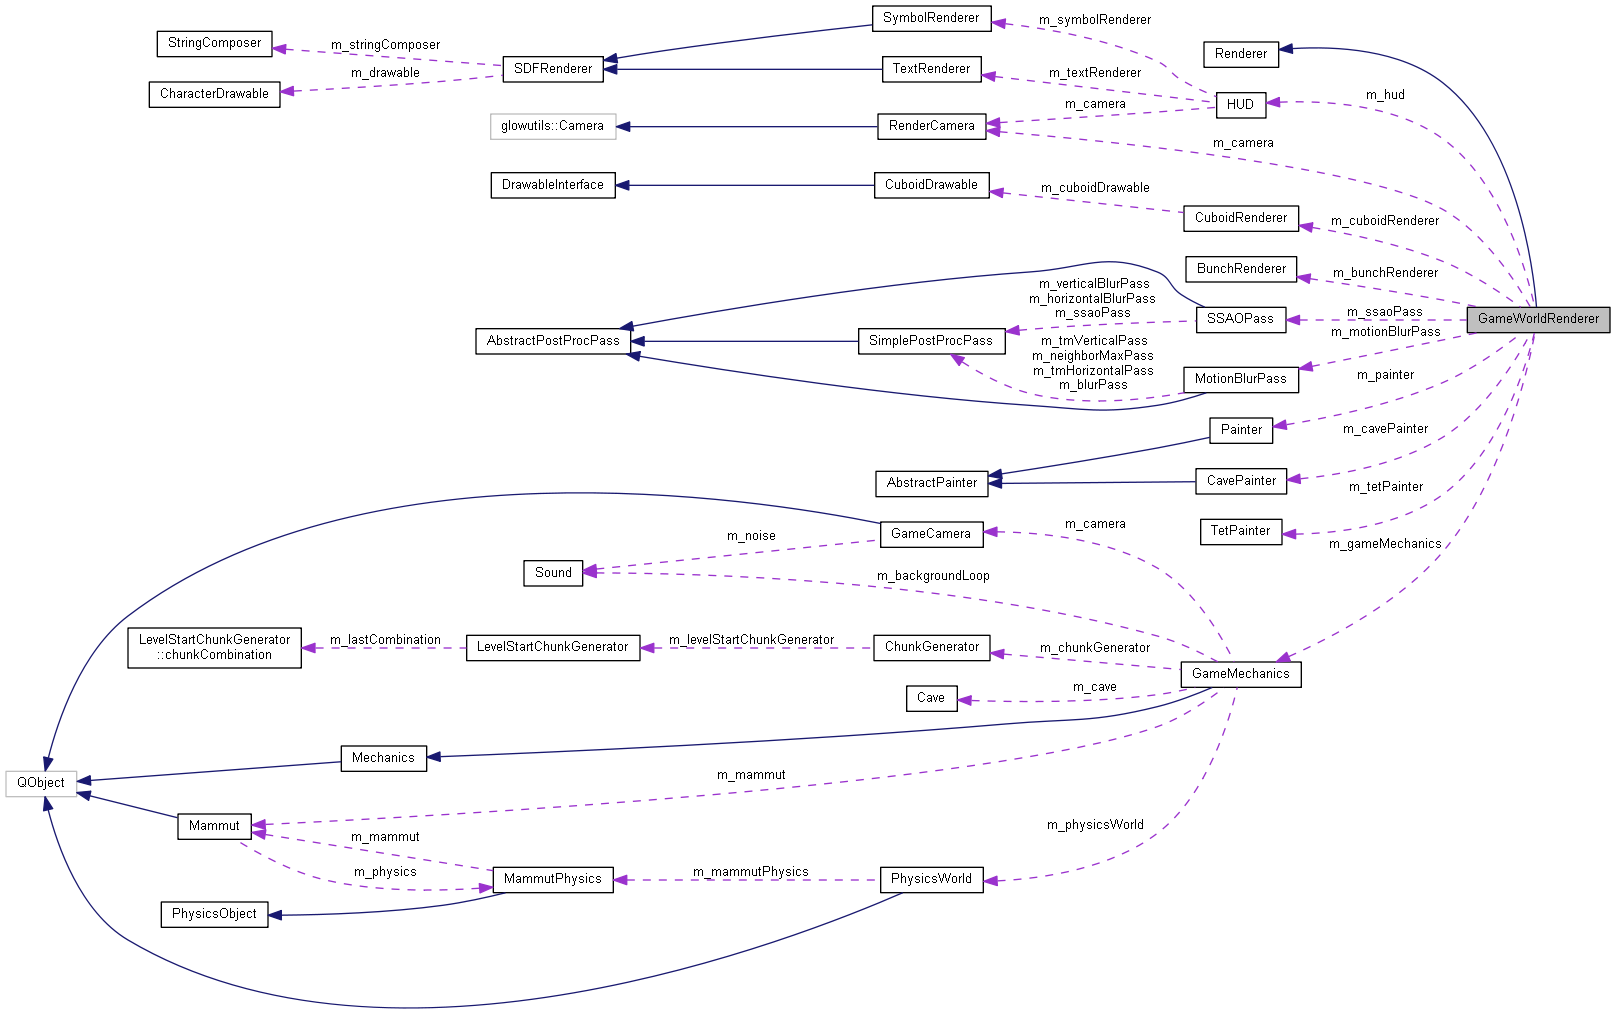 SymbolRenderer
m_symbolRenderer
StringComposer
m_stringComposer
Renderer
SDFRenderer
TextRenderer
m_textRenderer
m_drawable
CharacterDrawable
m_hud
HUD
m_camera
glowutils::Camera
RenderCamera
m_camera
DrawableInterface
CuboidDrawable
m_cuboidDrawable
CuboidRenderer
m_cuboidRenderer
BunchRenderer
m_bunchRenderer
m_verticalBlurPass
m_horizontalBlurPass
m_ssaoPass
SSAOPass
m_ssaoPass
GameWorldRenderer
m_motionBlurPass
AbstractPostProcPass
SimplePostProcPass
m_tmVerticalPass
m_neighborMaxPass
m_tmHorizontalPass
m_blurPass
MotionBlurPass
m_painter
Painter
m_cavePainter
AbstractPainter
CavePainter
m_tetPainter
TetPainter
m_camera
GameCamera
m_noise
m_gameMechanics
Sound
m_backgroundLoop
LevelStartChunkGenerator
::chunkCombination
m_lastCombination
LevelStartChunkGenerator
m_levelStartChunkGenerator
ChunkGenerator
m_chunkGenerator
GameMechanics
m_cave
Cave
Mechanics
QObject
m_mammut
Mammut
m_mammut
m_physicsWorld
m_physics
MammutPhysics
m_mammutPhysics
PhysicsWorld
PhysicsObject